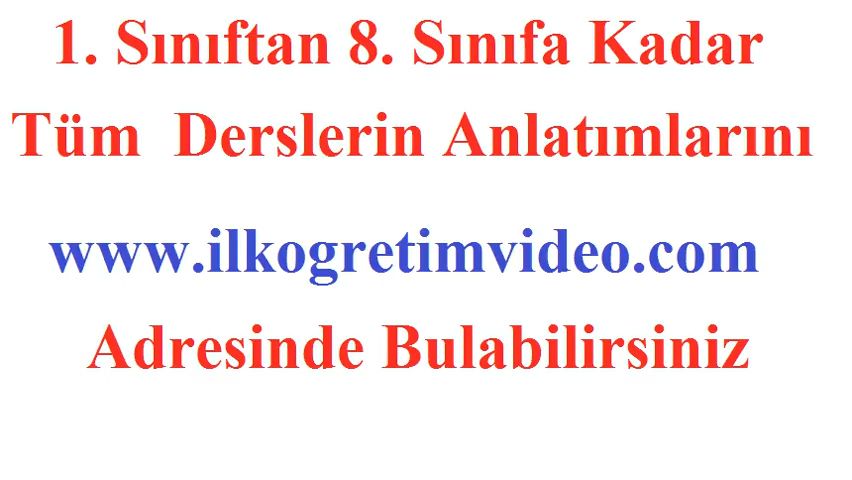 1. Sınıftan 8. Sınıfa Kadar
Tüm Derslerin Anlatımlarını
www.ilkogretimvideo.com
Adresinde Bulabilirsiniz